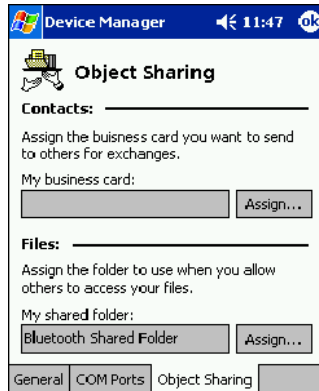 Device Manager 11:47 ok
Object Sharing
Contacts:
Assign the buisness card you want to send
to others for exchanges.
My business card:
Assign...
Files:
Assign the folder to use when you allow
others to access your files.
My shared folder:
Bluetooth Shared Folder Assign...
General COM Ports Object Sharing